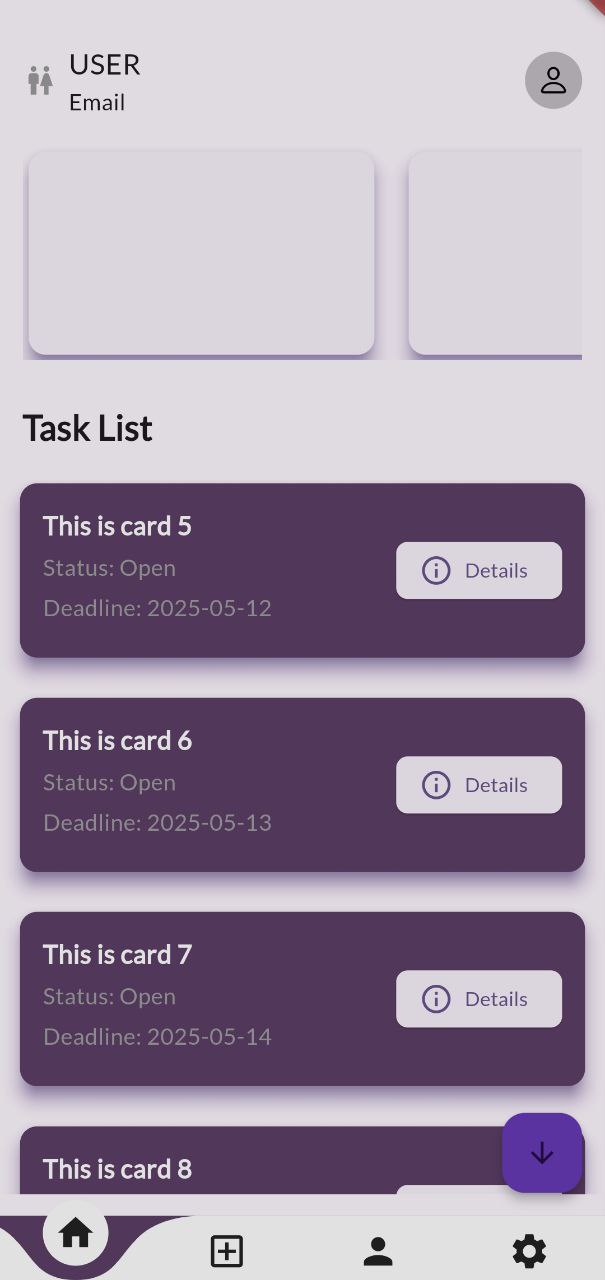 USER
Email
Task List
This is card 5
Status: Open
Deadline: 2025-05-12
Details
This is card 6
Status: Open
Deadline: 2025-05-13
Details
This is card 7
Status: Open
Deadline: 2025-05-14
Details
This is card 8